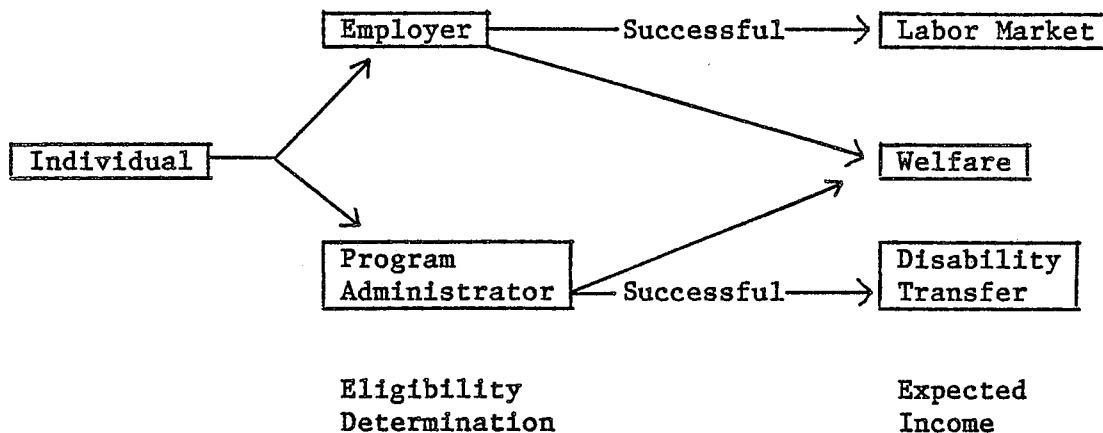 Employer
Successful
Labor Market
Individual
Welfare
Program
Administrator
Successful
Disability
Transfer
Eligibility
Determination
Expected
Income